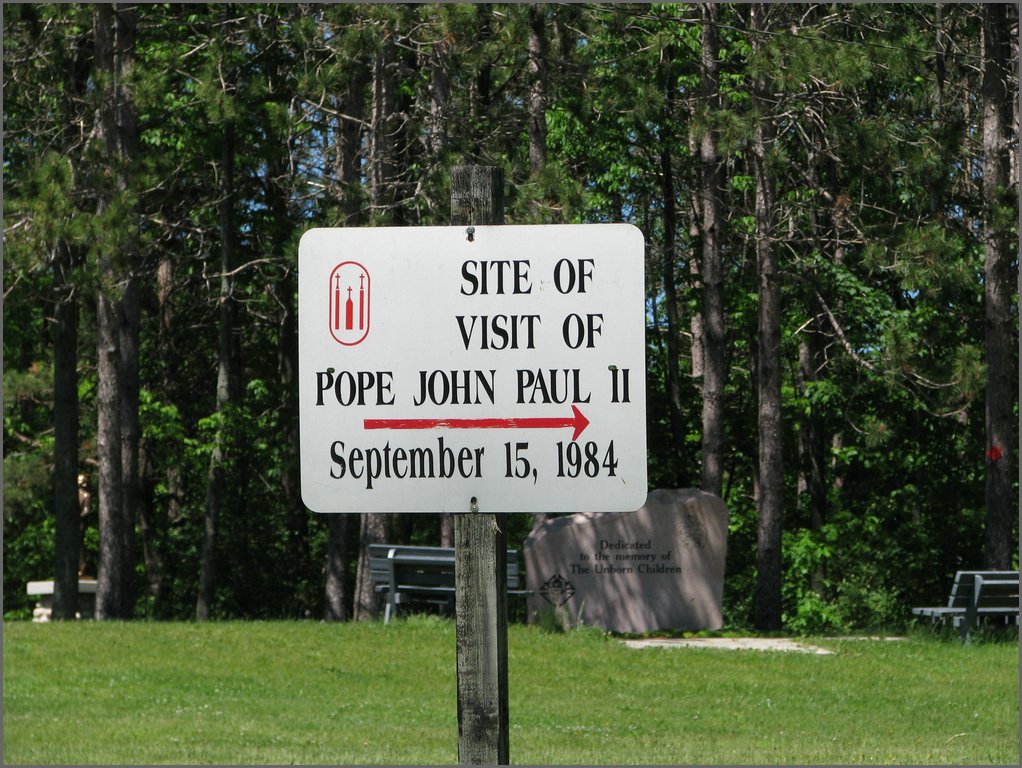 SITE OF
VISIT OF
POPE JOHN PAUL II
September 15, 1984
Dedicated
to the memory of
The Unborn Children